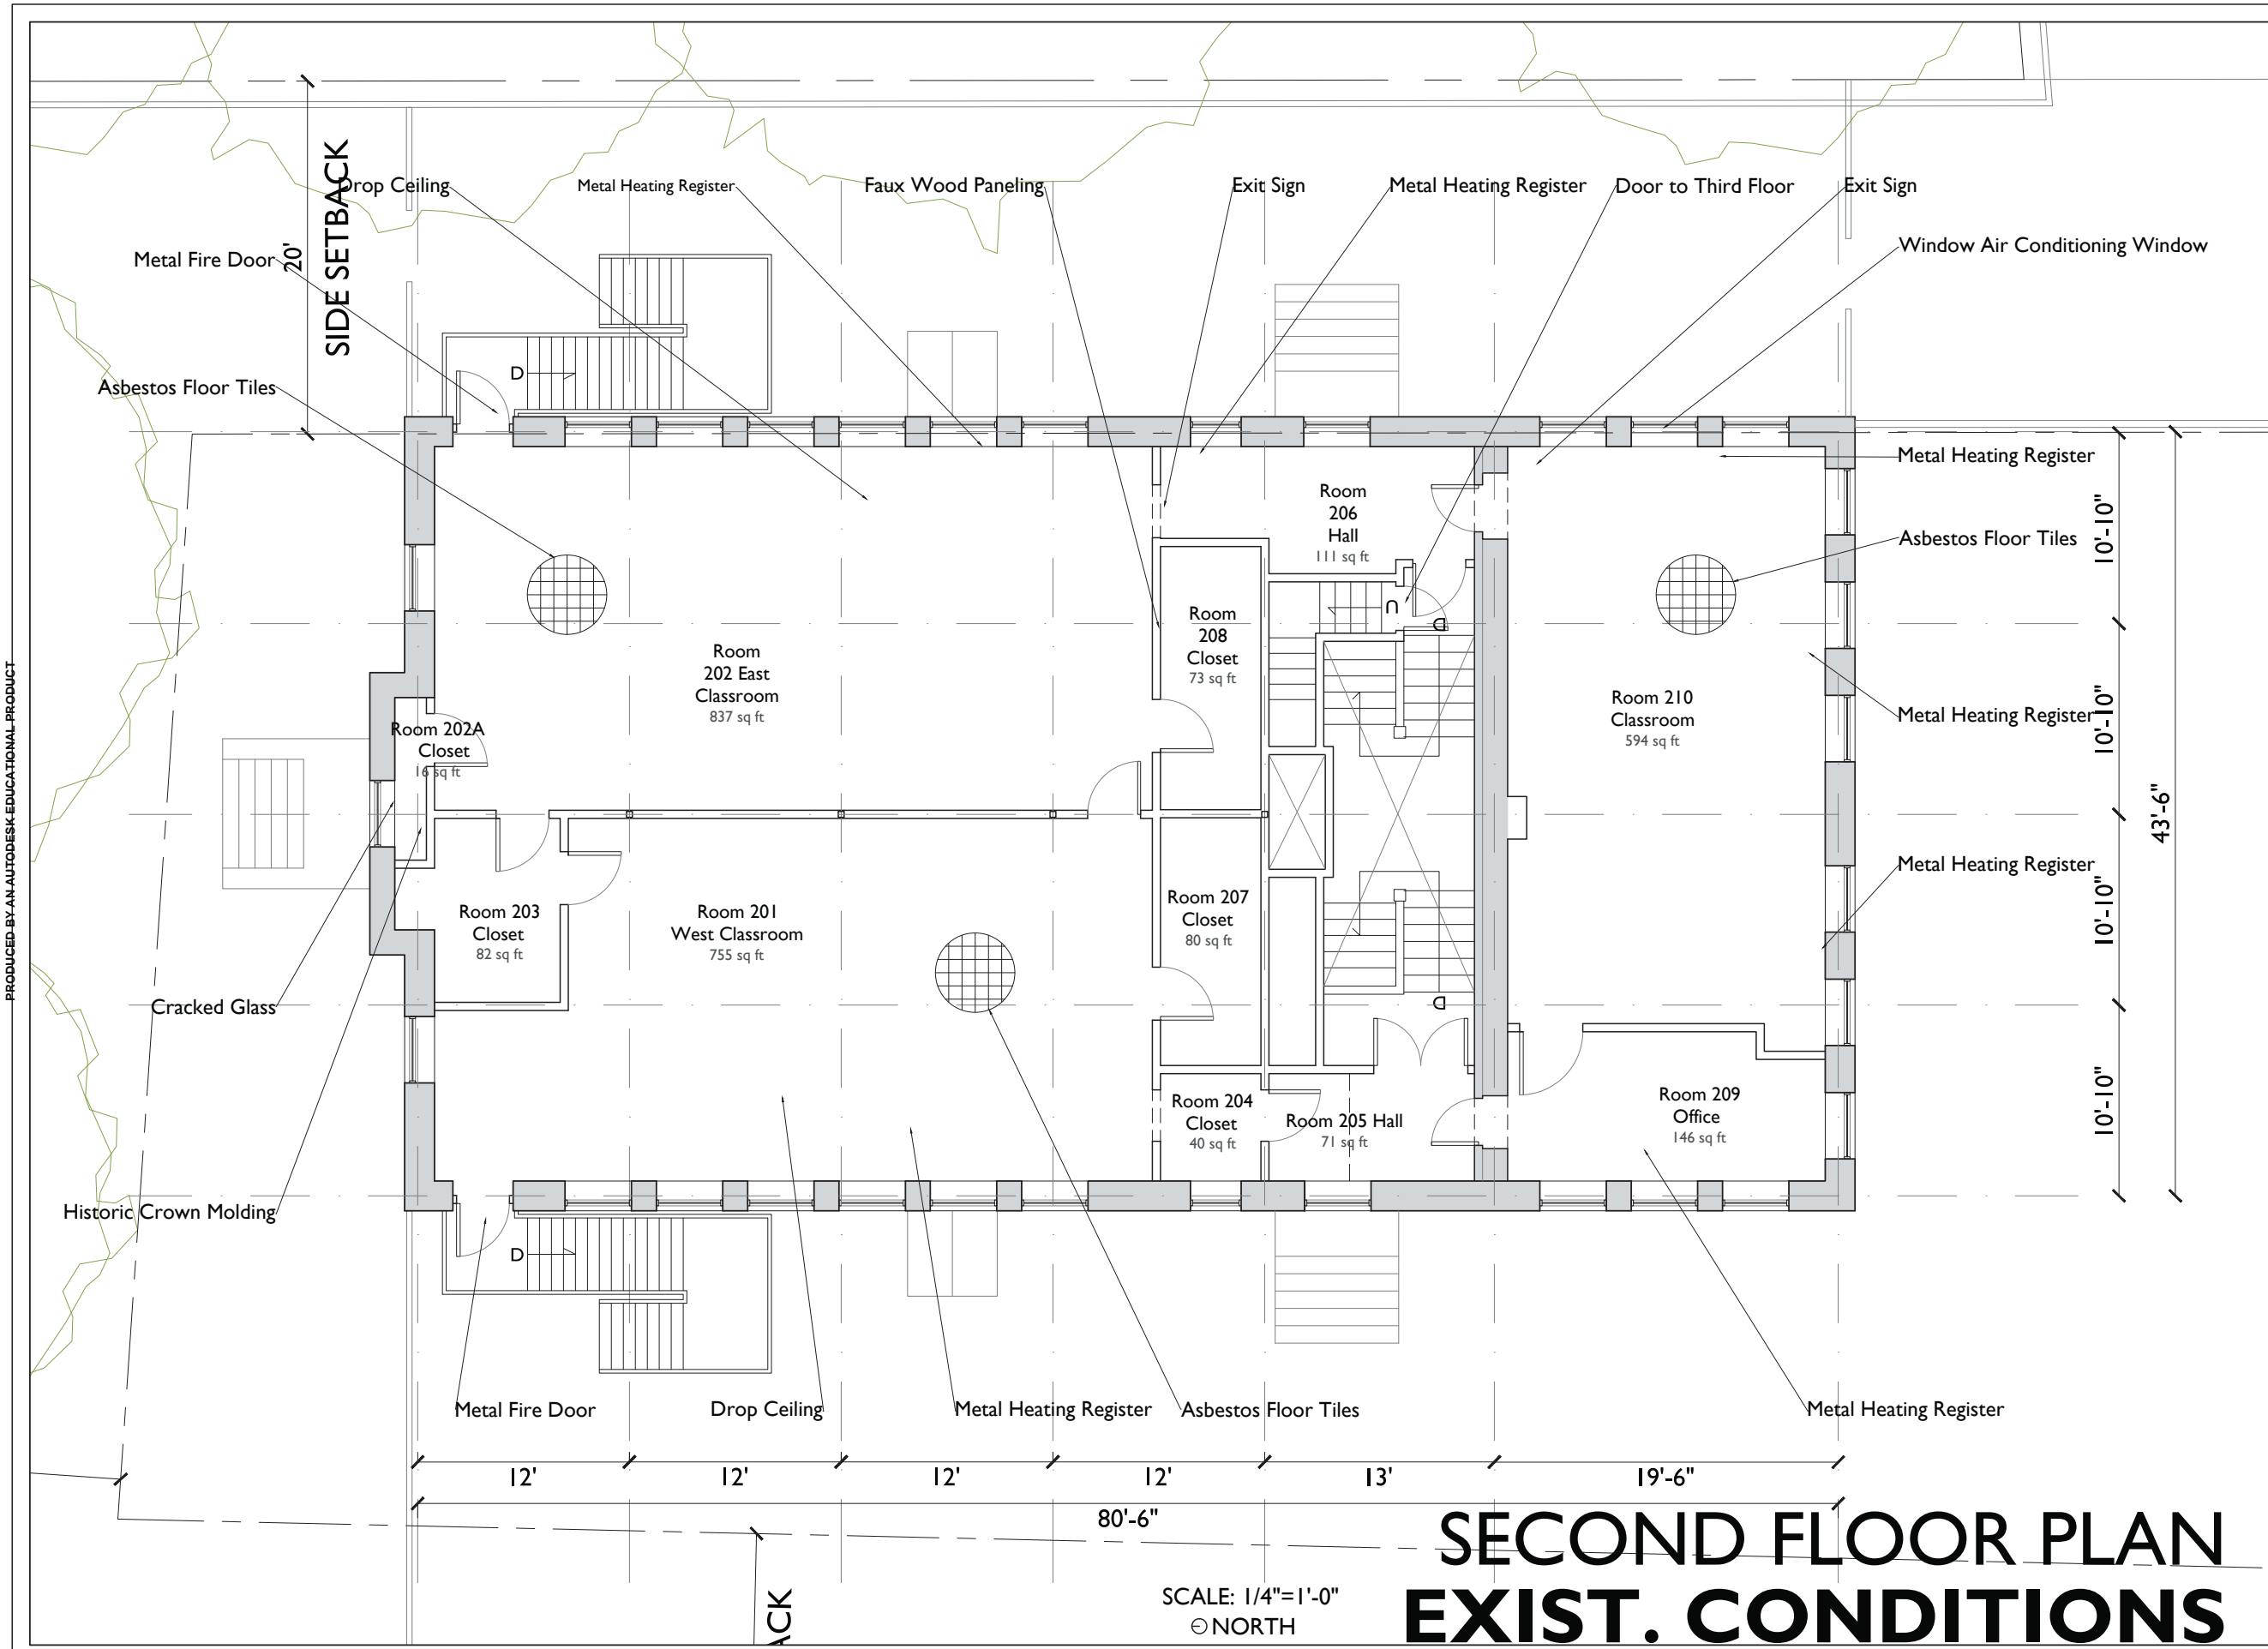 SIDE SETBACK
20'
Drop Ceiling
Metal Heating Register
Faux Wood Paneling
Exit Sign
Metal Heating Register
Door to Third Floor
Exit Sign
Window Air Conditioning Window
Metal Fire Door
Asbestos Floor Tiles
D
Metal Heating Register
Asbestos Floor Tiles
Metal Heating Register
Metal Heating Register
10'-10"
10'-10"
10'-10"
10'-10"
43'-6"
Room
206
Hall
111 sq ft
U
D
Room
208
Closet
73 sq ft
Room
202 East
Classroom
837 sq ft
Room 210
Classroom
594 sq ft
Room 202A
Closet
16 sq ft
Room 203
Closet
82 sq ft
Room 201
West Classroom
755 sq ft
Room 207
Closet
80 sq ft
D
Room 204
Closet
40 sq ft
Room 205 Hall
71 sq ft
Room 209
Office
146 sq ft
Cracked Glass
Historic Crown Molding
D
Metal Fire Door
Drop Ceiling
Metal Heating Register
Asbestos Floor Tiles
Metal Heating Register
12'
12'
12'
12'
13'
19'-6"
80'-6"
ACK
SCALE: 1/4"=1'-0"
NORTH
SECOND FLOOR PLAN
EXIST. CONDITIONS
PRODUCED BY AN AUTODESK EDUCATIONAL PRODUCT